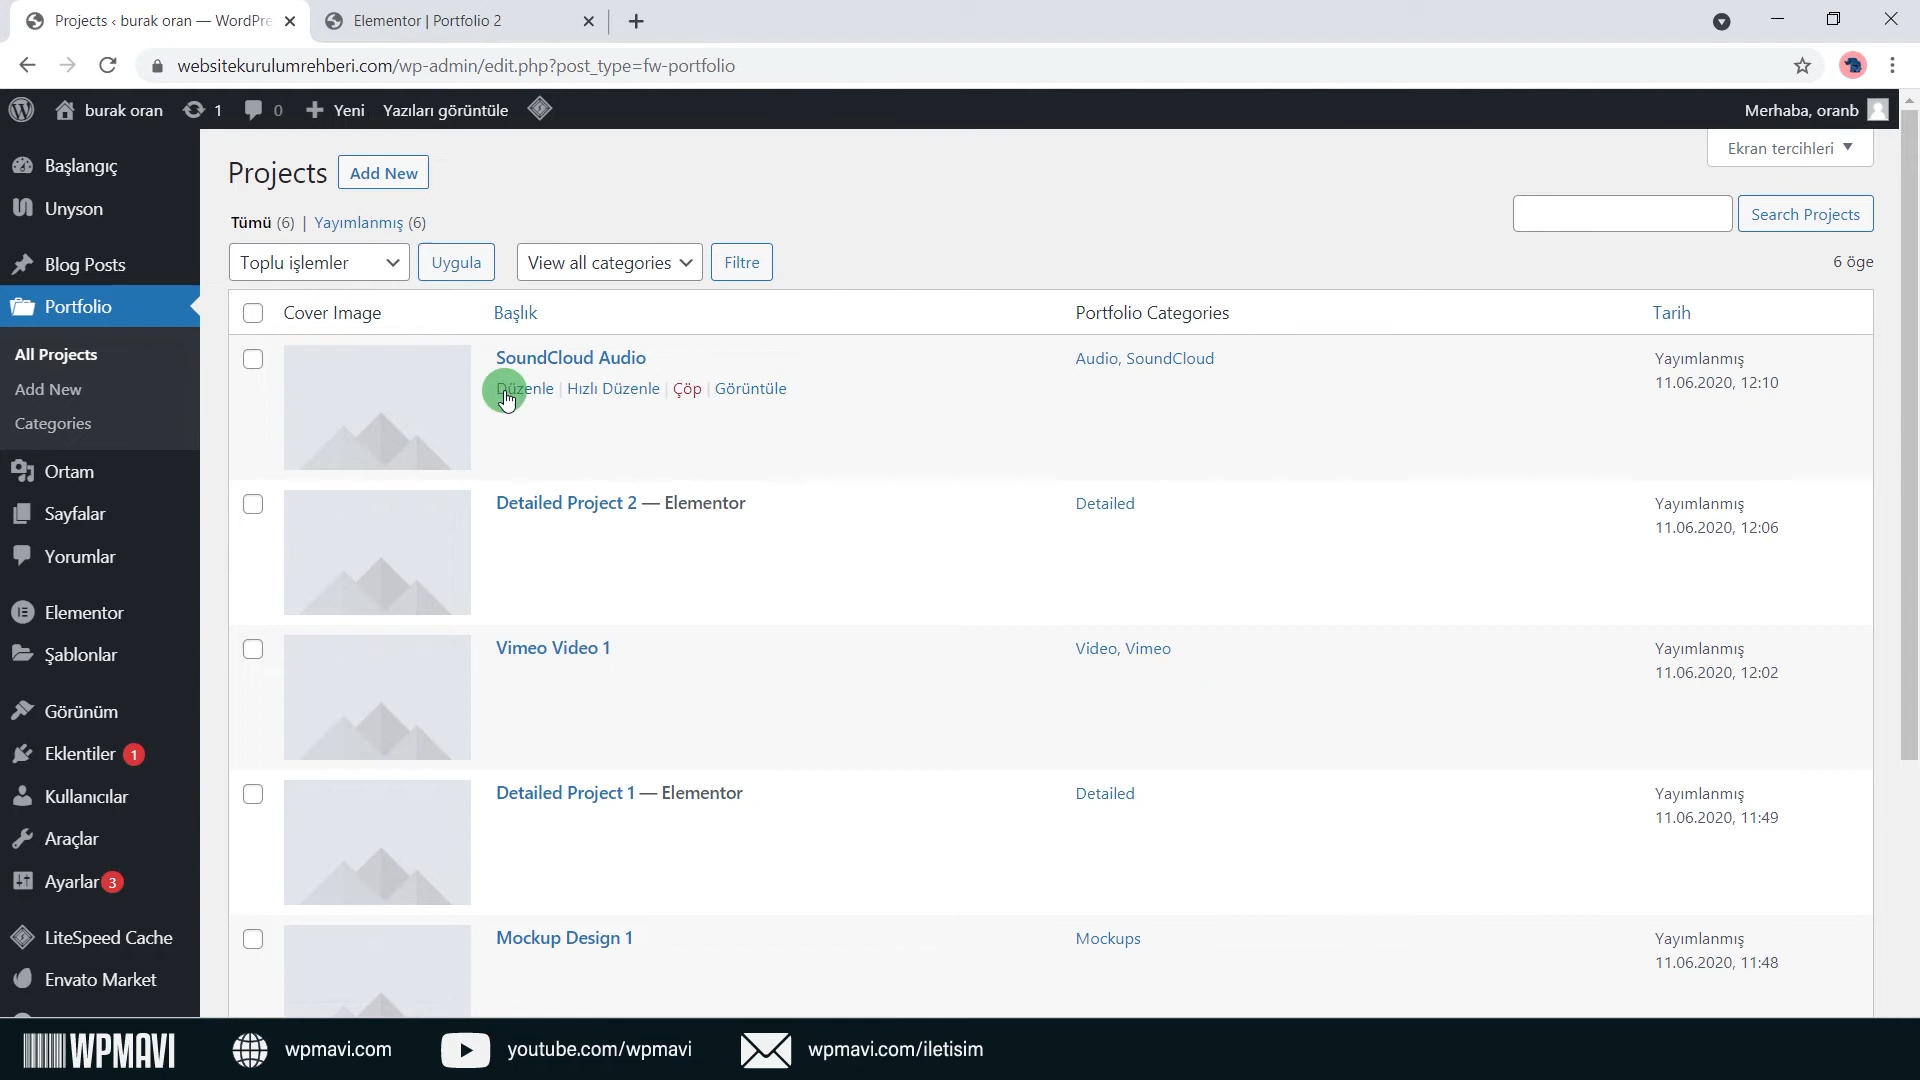 Projects ‹ burak oran — WordPre
Elementor | Portfolio 2
websitekurulumrehberi.com/wp-admin/edit.php?post_type=fw-portfolio
burak oran 1 0 Yeni Yazıları görüntüle Merhaba, oranb
Ekran tercihleri
Projects Add New
Tümü (6) | Yayımlanmış (6)
Search Projects
Toplu işlemler Uygula View all categories Filtre 6 öge
Başlangıç
Unyson
Blog Posts
Portfolio
All Projects
Add New
Categories
Ortam
Sayfalar
Yorumlar
Elementor
Şablonlar
Görünüm
Eklentiler 1
Kullanıcılar
Araçlar
Ayarlar 3
LiteSpeed Cache
Envato Market
Cover Image Başlık Portfolio Categories Tarih
SoundCloud Audio Audio, SoundCloud Yayımlanmış
11.06.2020, 12:10
Düzenle | Hızlı Düzenle | Çöp | Görüntüle
Detailed Project 2 — Elementor Detailed Yayımlanmış
11.06.2020, 12:06
Vimeo Video 1 Video, Vimeo Yayımlanmış
11.06.2020, 12:02
Detailed Project 1 — Elementor Detailed Yayımlanmış
11.06.2020, 11:49
Mockup Design 1 Mockups Yayımlanmış
11.06.2020, 11:48
WPMAVI wpmavi.com youtube.com/wpmavi wpmavi.com/iletisim